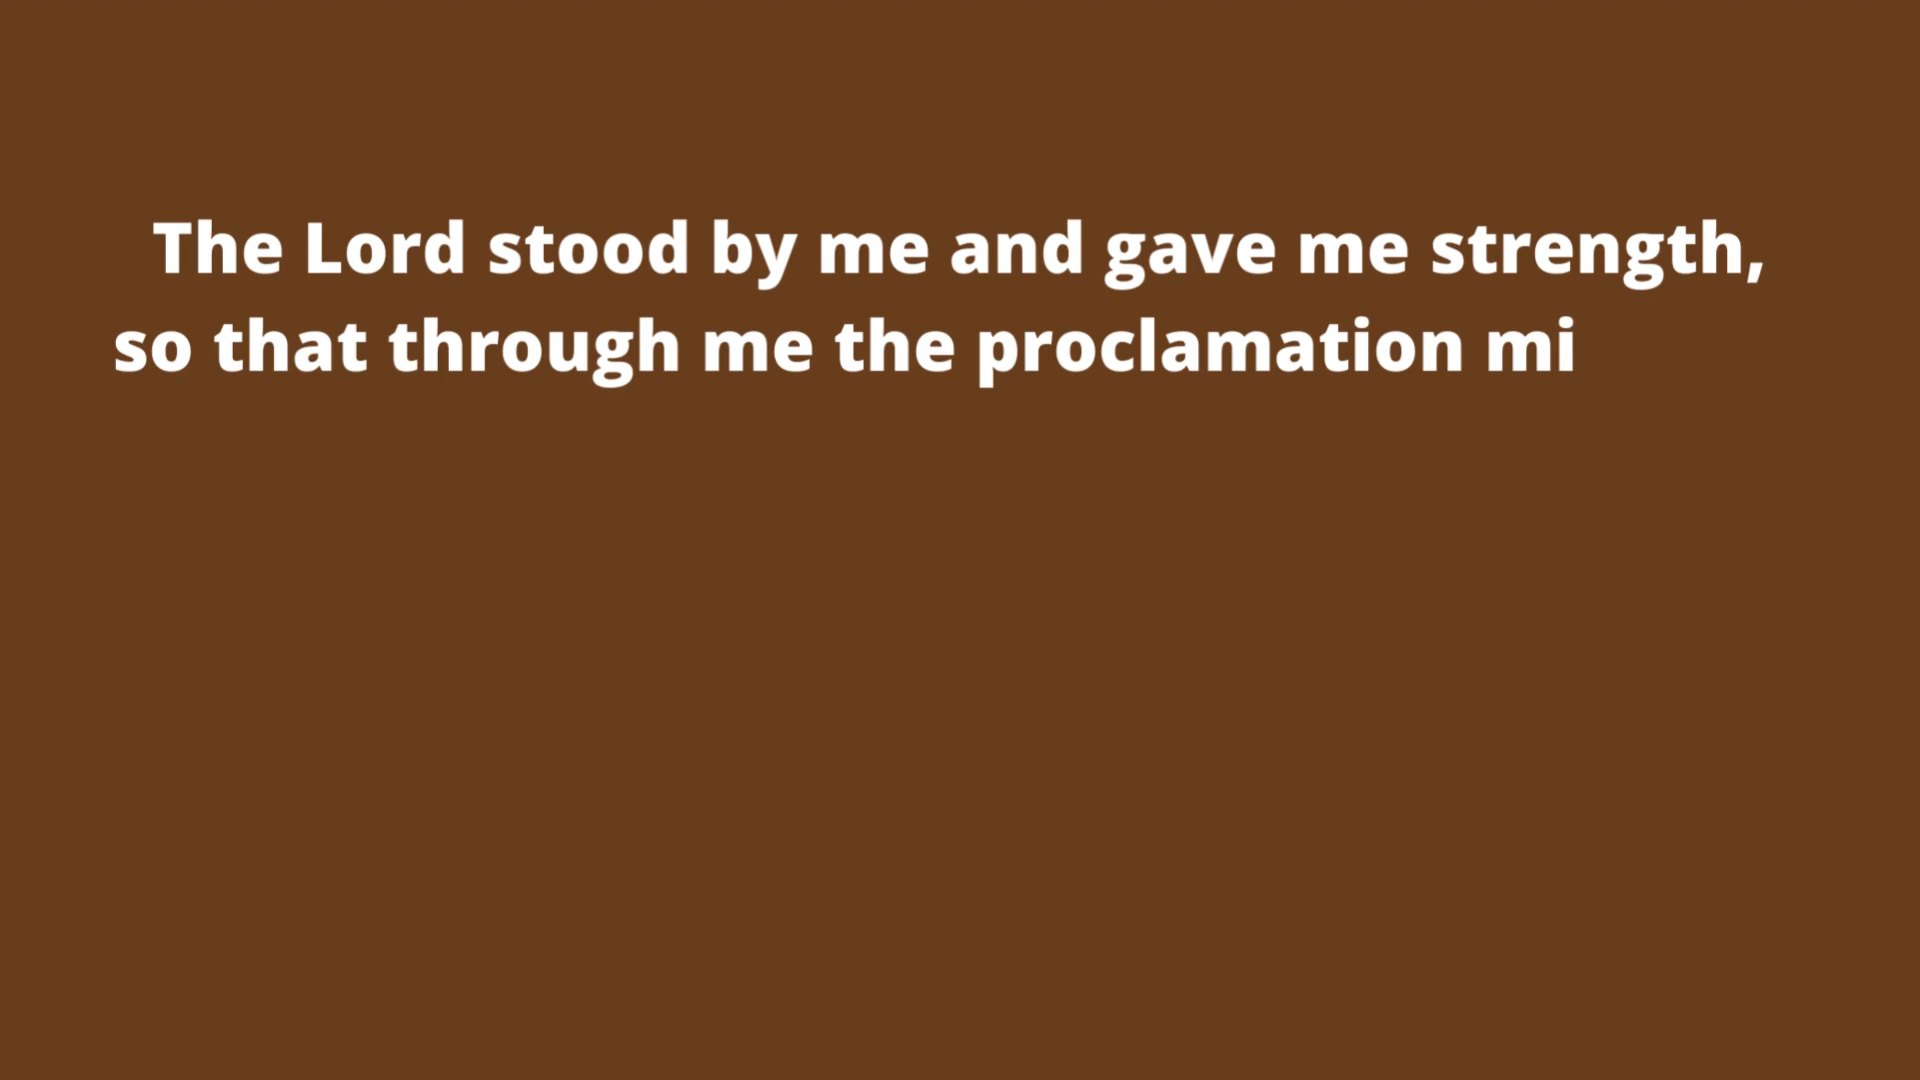 The Lord stood by me and gave me strength,
so that through me the proclamation mi